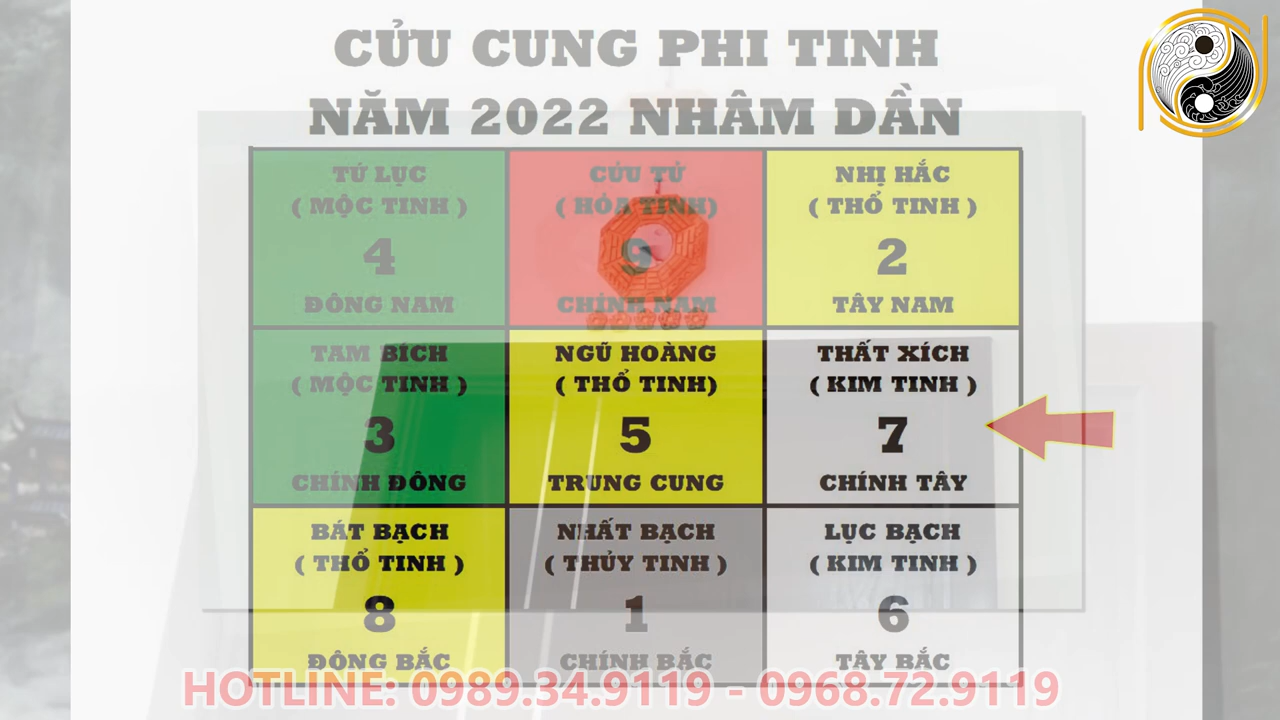 CỬU CUNG PHI TINH
NĂM 2022 NHÂM DẦN
TỨ LỤC
( MỘC TINH )
4
ĐÔNG NAM
CỬU TỬ
( HỎA TINH)
9
CHÍNH NAM
NHỊ HẮC
( THỔ TINH )
2
TÂY NAM
TAM BÍCH
( MỘC TINH )
3
CHÍNH ĐÔNG
NGŨ HOÀNG
( THỔ TINH)
5
TRUNG CUNG
THẤT XÍCH
( KIM TINH )
7
CHÍNH TÂY
BÁT BẠCH
( THỔ TINH )
8
ĐÔNG BẮC
NHẤT BẠCH
( THỦY TINH )
1
CHÍNH BẮC
LỤC BẠCH
( KIM TINH )
6
TÂY BẮC
HOTLINE: 0989.34.9119 - 0968.72.9119